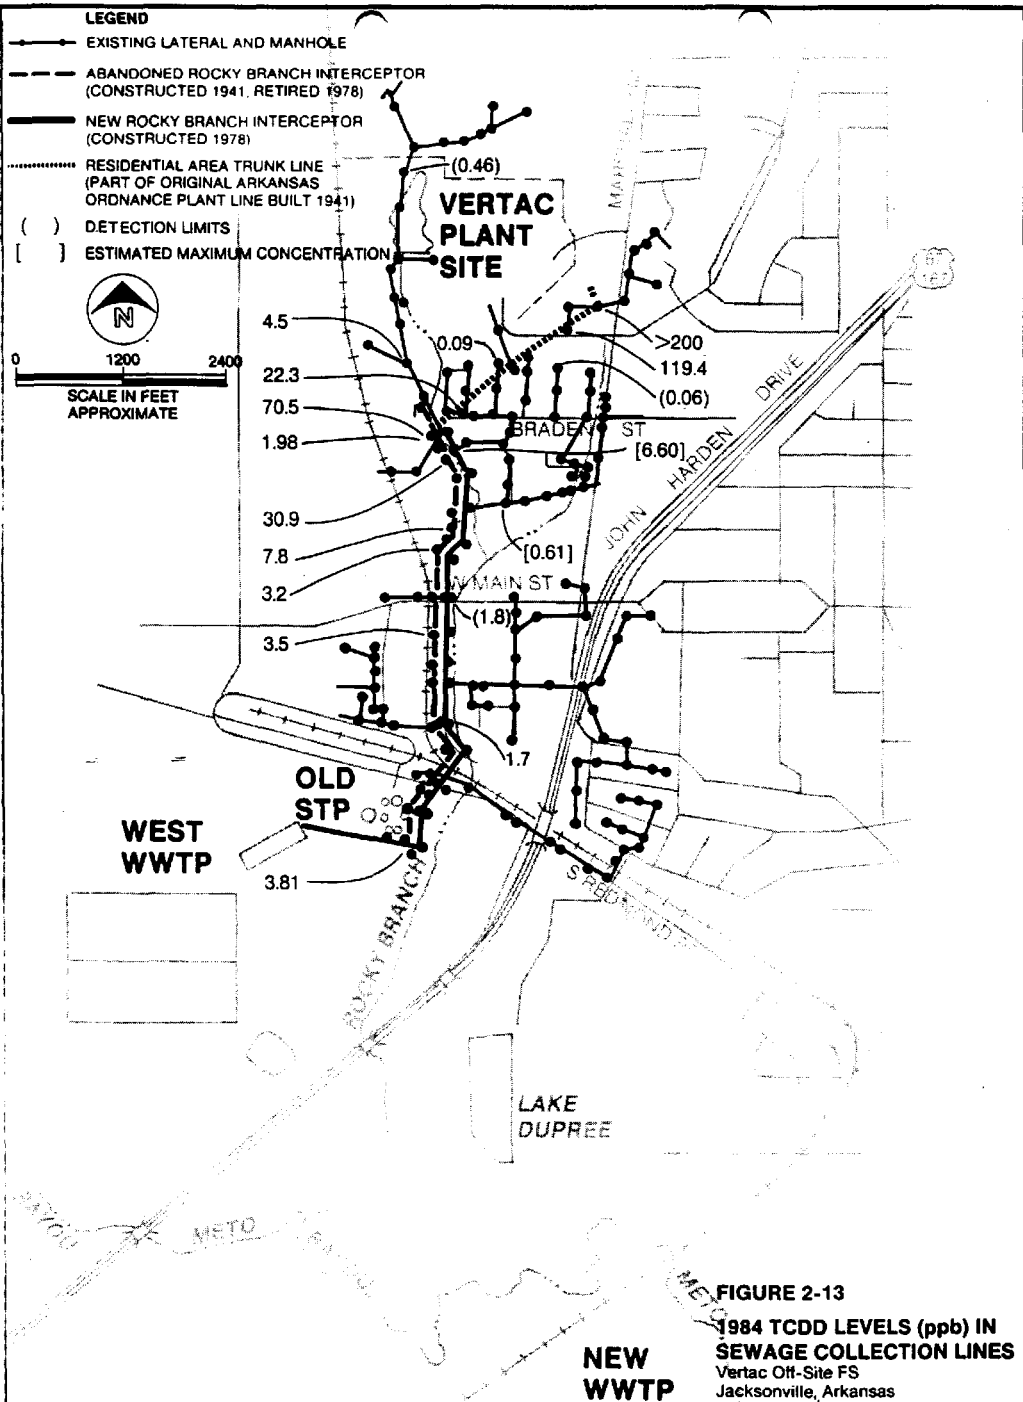 LEGEND
EXISTING LATERAL AND MANHOLE
ABANDONED ROCKY BRANCH INTERCEPTOR
(CONSTRUCTED 1941, RETIRED 1978)
NEW ROCKY BRANCH INTERCEPTOR
(CONSTRUCTED 1978)
RESIDENTIAL AREA TRUNK LINE
(PART OF ORIGINAL ARKANSAS
ORDNANCE PLANT LINE BUILT 1941)
( ) DETECTION LIMITS
[ ] ESTIMATED MAXIMUM CONCENTRATION
N
0 1200 2400
SCALE IN FEET
APPROXIMATE
(0.46)
VERTAC
PLANT
SITE
4.5
0.09
>200
119.4
(0.06)
22.3
70.5
1.98
BRADEN ST
[6.60]
30.9
7.8
[0.61]
3.2
W MAIN ST
(1.8)
3.5
JOHN HARDEN DRIVE
1.7
OLD
STP
WEST
WWTP
3.81
ROCKY BRANCH
LAKE
DUPREE
METO
METO
NEW
WWTP
FIGURE 2-13
1984 TCDD LEVELS (ppb) IN
SEWAGE COLLECTION LINES
Vertac Off-Site FS
Jacksonville, Arkansas